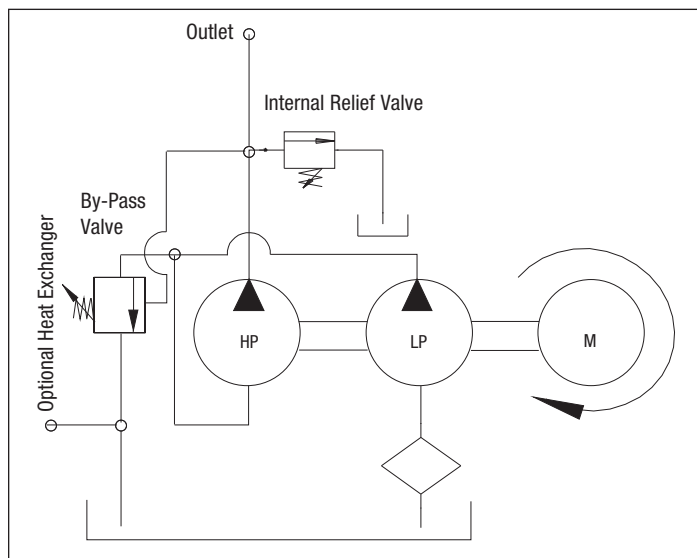 Outlet
Internal Relief Valve
By-Pass
Valve
Optional Heat Exchanger
HP
LP
M